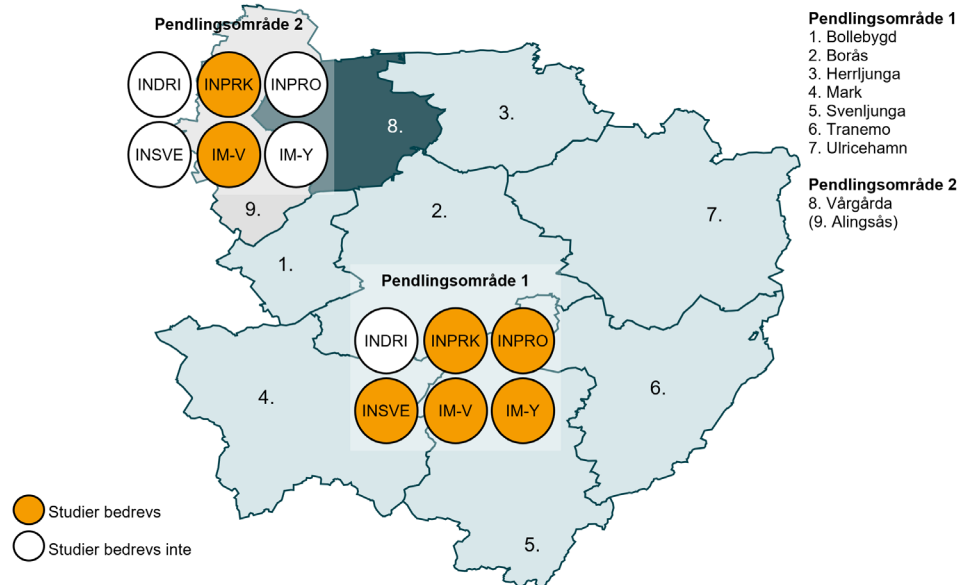 Pendlingsområde 2
INDRI
INPRK
INPRO
INSVE
IM-V
IM-Y
8.
3.
9.
2.
7.
1.
Pendlingsområde 1
INDRI
INPRK
INPRO
INSVE
IM-V
IM-Y
4.
6.
5.
Studier bedrevs
Studier bedrevs inte
Pendlingsområde 1
1. Bollebygd
2. Borås
3. Herrljunga
4. Mark
5. Svenljunga
6. Tranemo
7. Ulricehamn
Pendlingsområde 2
8. Vårgårda
(9. Alingsås)